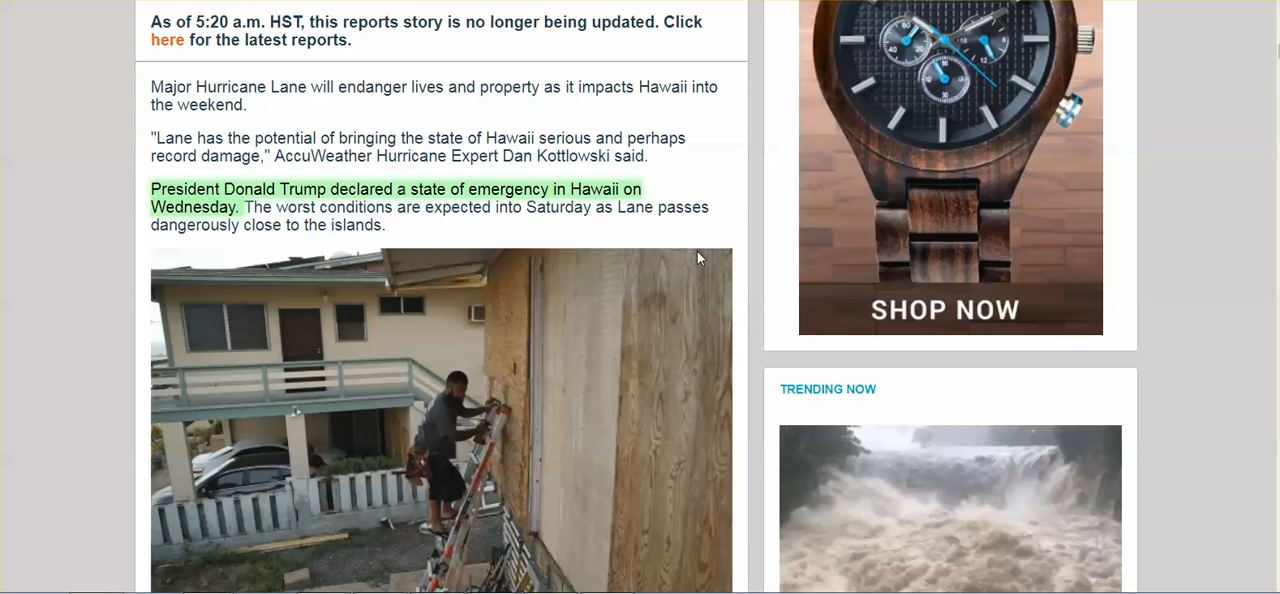 As of 5:20 a.m. HST, this reports story is no longer being updated. Click
here for the latest reports.
Major Hurricane Lane will endanger lives and property as it impacts Hawaii into
the weekend.
"Lane has the potential of bringing the state of Hawaii serious and perhaps
record damage," AccuWeather Hurricane Expert Dan Kottlowski said.
President Donald Trump declared a state of emergency in Hawaii on
Wednesday. The worst conditions are expected into Saturday as Lane passes
dangerously close to the islands.
SHOP NOW
TRENDING NOW